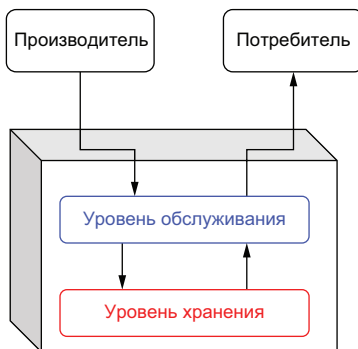 Производитель
Потребитель
Уровень обслуживания
Уровень хранения